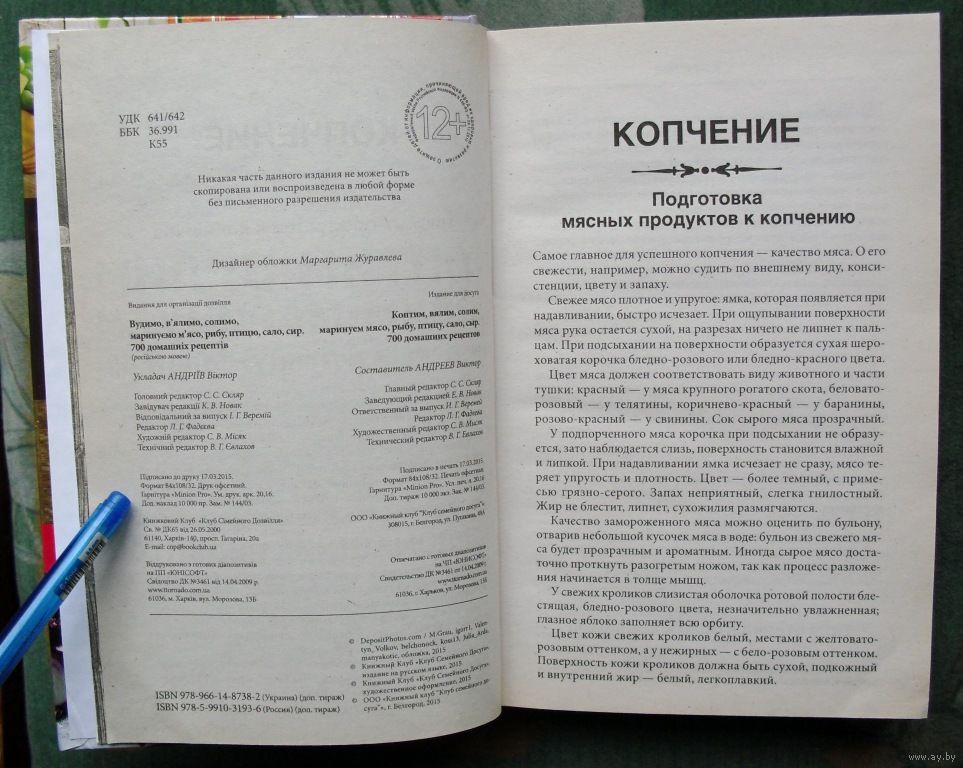 УДК 641/642
ББК 36.991
К55
12+
Никакая часть данного издания не может быть
скопирована или воспроизведена в любой форме
без письменного разрешения издательства
Дизайнер обложки Маргарита Журавлева
Видання для організації дозвілля
Вудимо, в'ялимо, солимо,
маринуємо м'ясо, рибу, птицю, сало, сир.
700 домашніх рецептів
(російською мовою)
Укладач АНДРІЇВ Віктор
Головний редактор С. С. Скляр
Завідувач редакції К. В. Новак
Відповідальний за випуск І. Г. Веремій
Редактор Л. Г. Фадєєва
Художній редактор С. В. Місяк
Технічний редактор В. Г. Євлахов
Підписано до друку 17.03.2015.
Формат 84х108/32. Друк офсетний.
Гарнітура «Minion Pro». Ум. друк. арк. 20,16.
Доп. наклад 10 000 пр. Зам. № 144/03.
Книжковий Клуб «Клуб Сімейного Дозвілля»
Св. № ДК65 від 26.05.2000
61140, Харків-140, просп. Гагаріна, 20а
E-mail: cop@bookclub.ua
Віддруковано з готових діапозитивів
на ПП «ЮНІСОФТ»
Свідоцтво ДК №3461 від 14.04.2009 р.
www.ttornado.com.ua
61036, м. Харків, вул. Морозова, 13Б
Издание для досуга
Коптим, вялим, солим,
маринуем мясо, рыбу, птицу, сало, сыр.
700 домашних рецептов
Составитель АНДРЕЕВ Виктор
Главный редактор С. С. Скляр
Заведующий редакцией Е. В. Новак
Ответственный за выпуск И. Г. Веремей
Редактор Л. Г. Фадеева
Художественный редактор С. В. Мисяк
Технический редактор В. Г. Евлахов
Подписано в печать 17.03.2015.
Формат 84х108/32. Печать офсетная.
Гарнитура «Minion Pro». Усл. печ. л. 20,16
Доп. тираж 10 000 экз. Зак. № 144/03.
ООО «Книжный клуб "Клуб семейного досуга"»
308015, г. Белгород, ул. Пушкина, 49А
Отпечатано с готовых диапозитивов
на ЧП «ЮНИСОФТ»
Свидетельство ДК №3461 от 14.04.2009 г.
www.ttornado.com.ua
61036, г. Харьков, ул. Морозова, 13Б
© DepositPhotos.com / M.Grau, igorr1, Valen-
tyn_Volkov, belchonock, koss13, Julia_Arda,
manyakotic, обложка, 2015
© Книжный Клуб «Клуб Семейного Досуга»,
издание на русском языке, 2015
© Книжный Клуб «Клуб Семейного Досуга»,
художественное оформление, 2015
© ООО «Книжный клуб "Клуб семейного до-
суга"», г. Белгород, 2015
ISBN 978-966-14-8738-2 (Украина) (доп. тираж)
ISBN 978-5-9910-3193-6 (Россия) (доп. тираж)
КОПЧЕНИЕ
Подготовка
мясных продуктов к копчению
Самое главное для успешного копчения — качество мяса. О его
свежести, например, можно судить по внешнему виду, конси-
стенции, цвету и запаху.
Свежее мясо плотное и упругое: ямка, которая появляется при
надавливании, быстро исчезает. При ощупывании поверхности
мяса рука остается сухой, на разрезах ничего не липнет к паль-
цам. При подсыхании на поверхности образуется сухая шеро-
ховатая корочка бледно-розового или бледно-красного цвета.
Цвет мяса должен соответствовать виду животного и части
тушки: красный — у мяса крупного рогатого скота, беловато-
розовый — у телятины, коричнево-красный — у баранины,
розово-красный — у свинины. Сок сырого мяса прозрачный.
У подпорченного мяса корочка при подсыхании не образу-
ется, зато наблюдается слизь, поверхность становится влажной
и липкой. При надавливании ямка исчезает не сразу, мясо те-
ряет упругость и плотность. Цвет — более темный, с приме-
сью грязно-серого. Запах неприятный, слегка гнилостный.
Жир не блестит, липнет, сухожилия размягчаются.
Качество замороженного мяса можно оценить по бульону,
отварив небольшой кусочек мяса в воде: бульон из свежего мя-
са будет прозрачным и ароматным. Иногда сырое мясо доста-
точно проткнуть разогретым ножом, так как процесс разложе-
ния начинается в толще мышц.
У свежих кроликов слизистая оболочка ротовой полости бле-
стящая, бледно-розового цвета, незначительно увлажненная;
глазное яблоко заполняет всю орбиту.
Цвет кожи свежих кроликов белый, местами с желтовато-
розовым оттенком, а у нежирных — с бело-розовым оттенком.
Поверхность кожи кроликов должна быть сухой, подкожный
и внутренний жир — белый, легкоплавкий.
www.ay.by